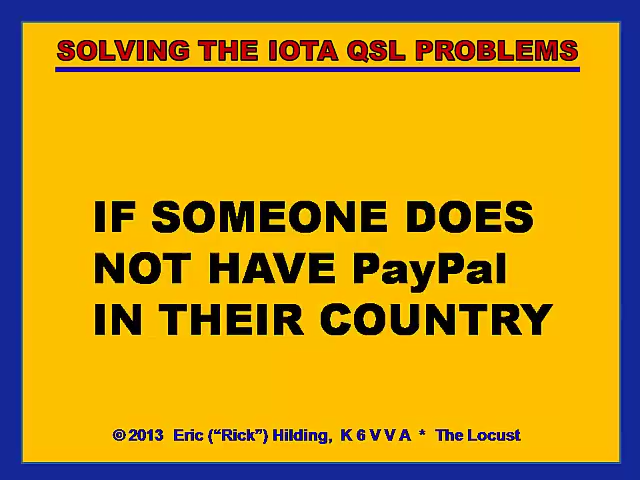 SOLVING THE IOTA QSL PROBLEMS
IF SOMEONE DOES
NOT HAVE PayPal
IN THEIR COUNTRY
© 2013 Eric (“Rick”) Hilding, K 6 V V A * The Locust